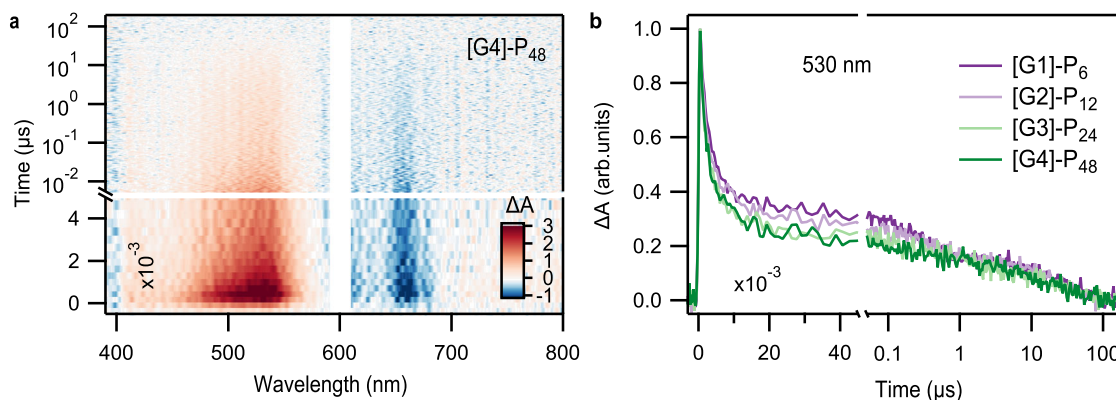 a
[G4]-P48
Time (µs)
10²
10¹
10⁰
10⁻¹
10⁻²
4
2
0
x10⁻³
ΔA
3
2
1
0
-1
400 500 600 700 800
Wavelength (nm)
b
530 nm
[G1]-P6
[G2]-P12
[G3]-P24
[G4]-P48
ΔA (arb.units)
1.0
0.8
0.6
0.4
0.2
0.0
x10⁻³
0 20 40 0.1 1 10 100
Time (µs)